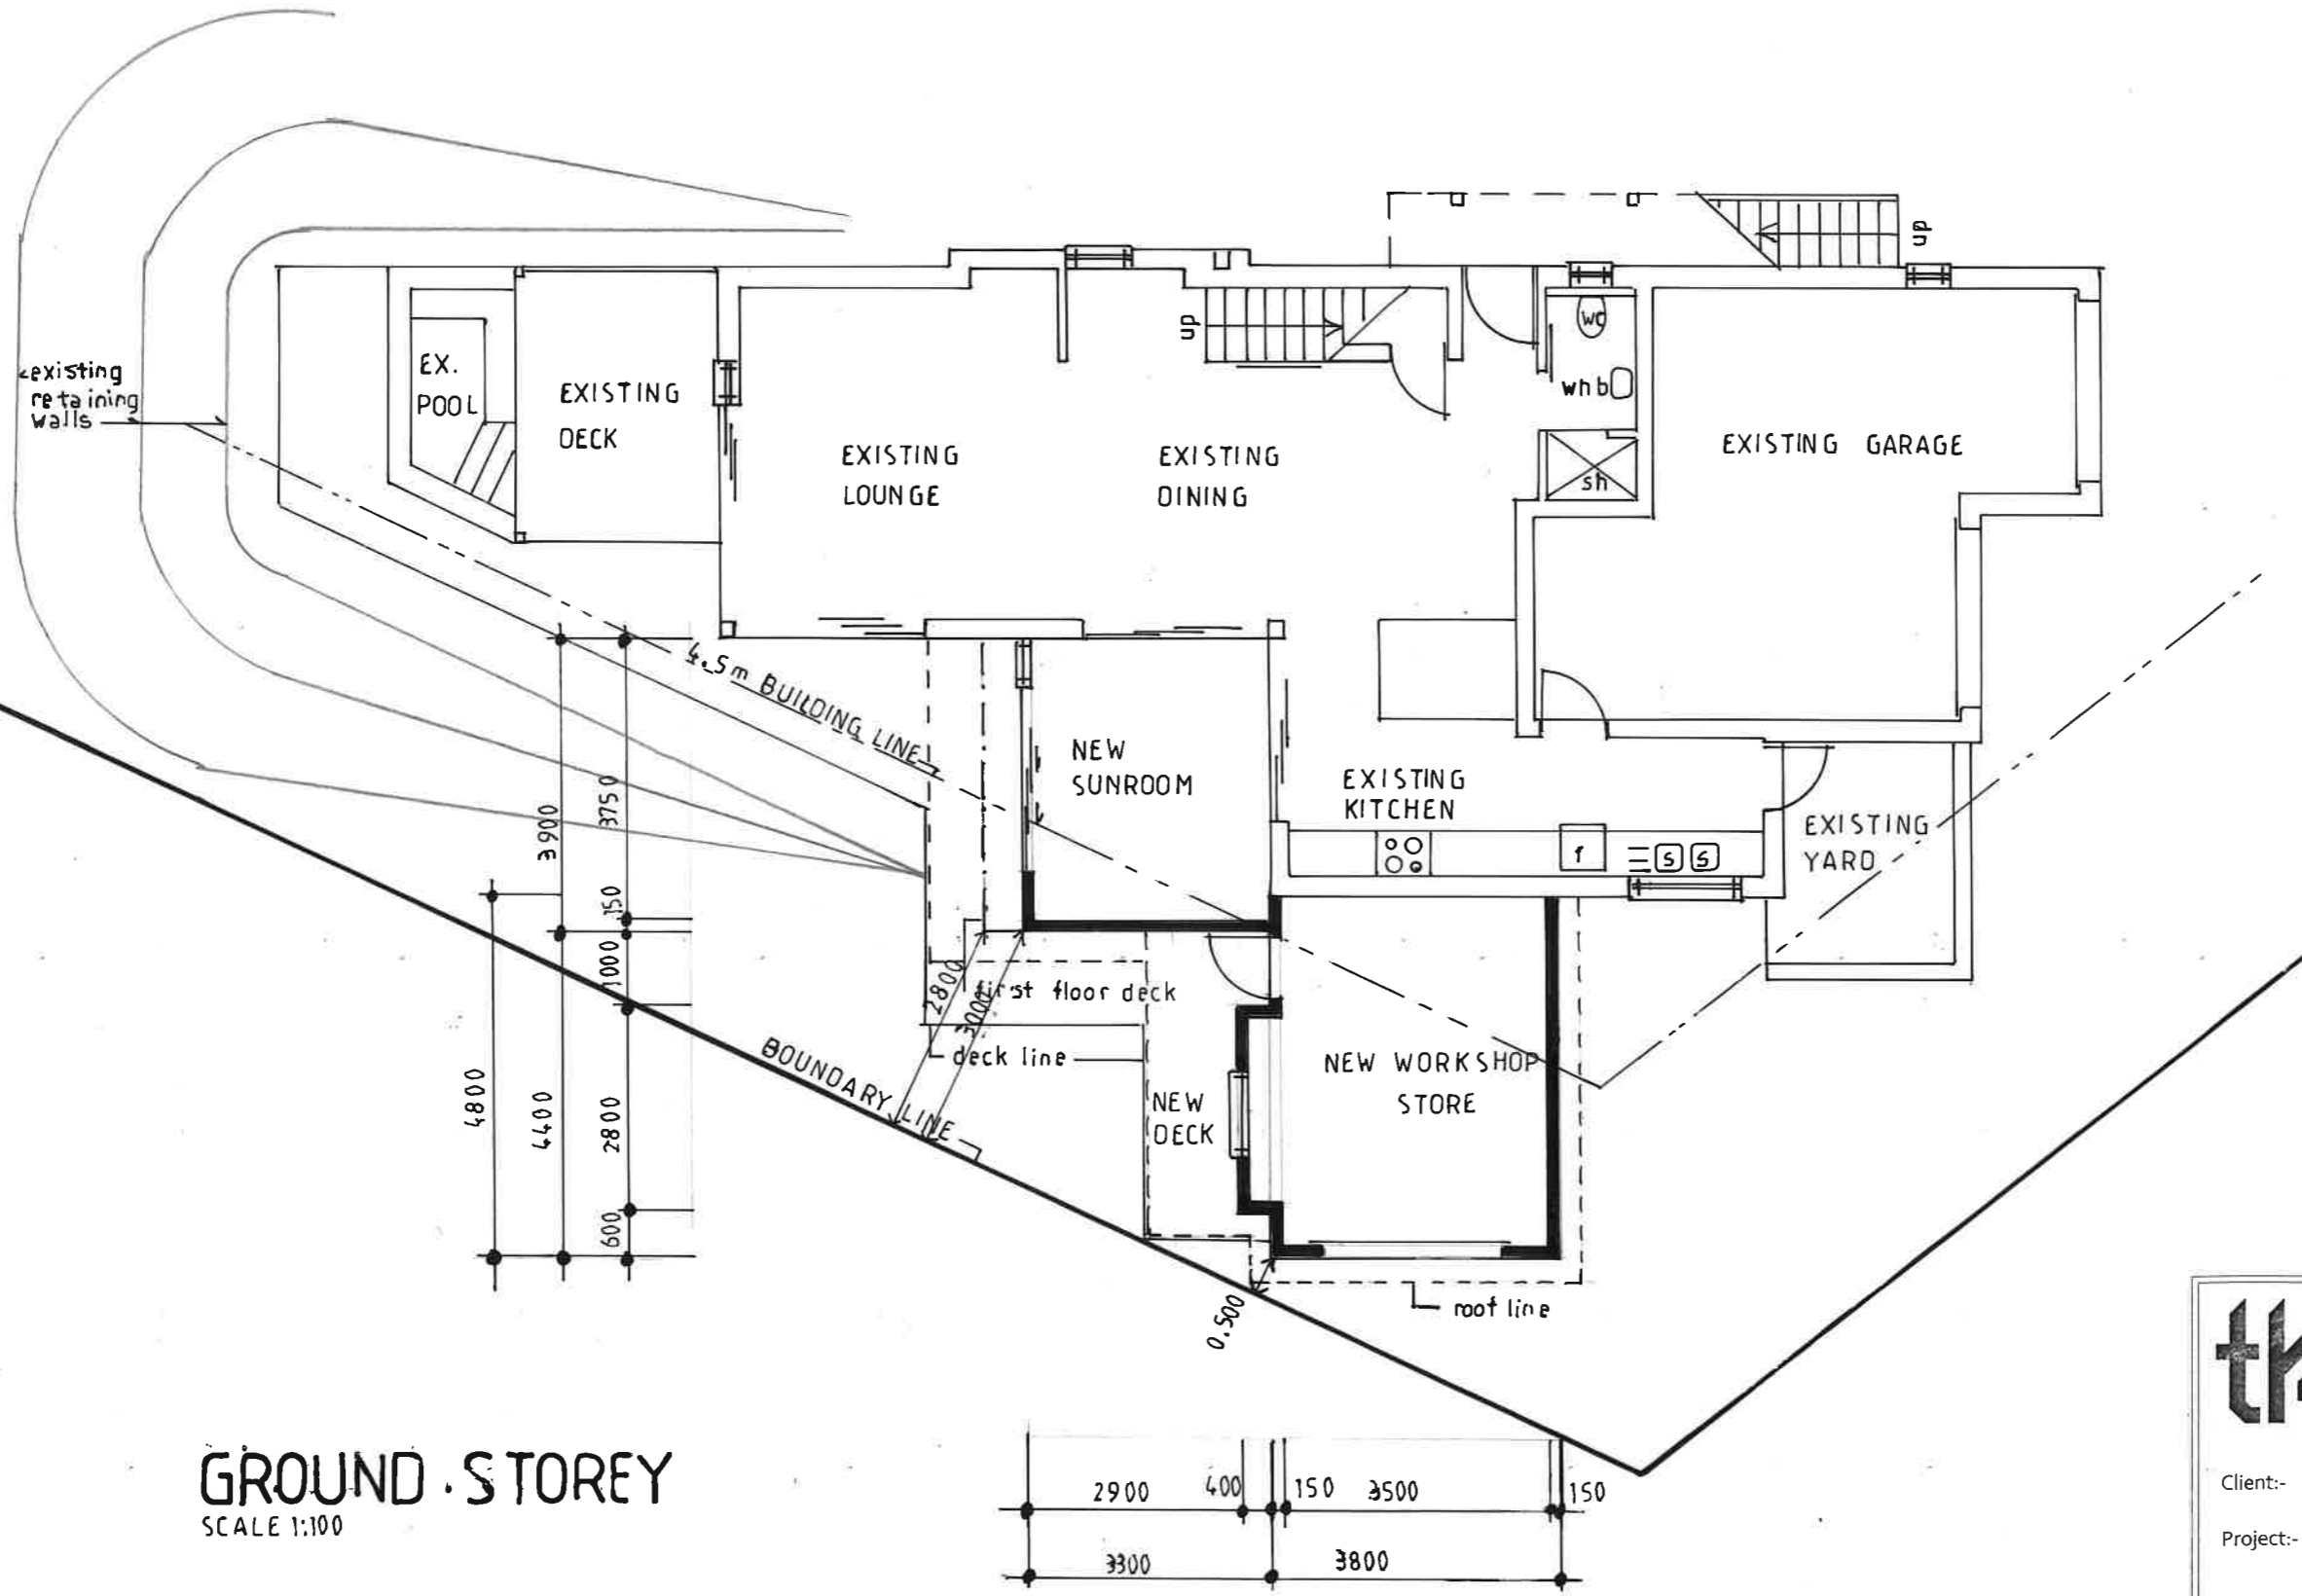 up
up
WC
whb
sh
EX.
POOL
EXISTING
DECK
existing
retaining
walls
EXISTING
LOUNGE
EXISTING
DINING
EXISTING GARAGE
4.5m BUILDING LINE
NEW
SUNROOM
EXISTING
KITCHEN
f
S S
EXISTING
YARD
3900
3750
150
1000
4800
4400
2800
600
2800
3000
first floor deck
deck line
BOUNDARY LINE
NEW
DECK
NEW WORKSHOP
STORE
0.500
roof line
GROUND.STOREY
SCALE 1:100
2900 400 150 3500 150
3300 3800
Client:-
Project:-